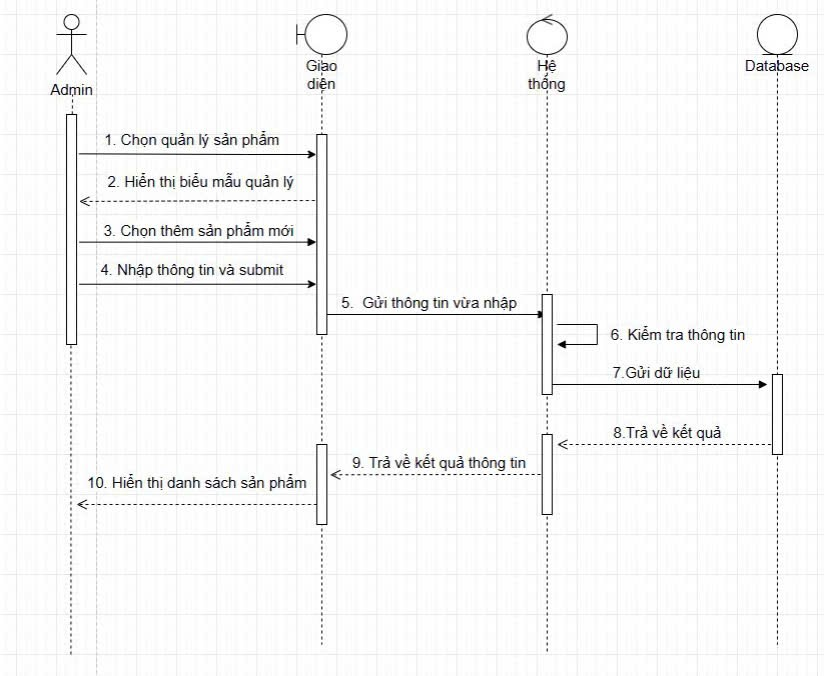 Admin
Giao
diện
Hệ
thống
Database
1. Chọn quản lý sản phẩm
2. Hiển thị biểu mẫu quản lý
3. Chọn thêm sản phẩm mới
4. Nhập thông tin và submit
5. Gửi thông tin vừa nhập
6. Kiểm tra thông tin
7.Gửi dữ liệu
8.Trả về kết quả
9. Trả về kết quả thông tin
10. Hiển thị danh sách sản phẩm